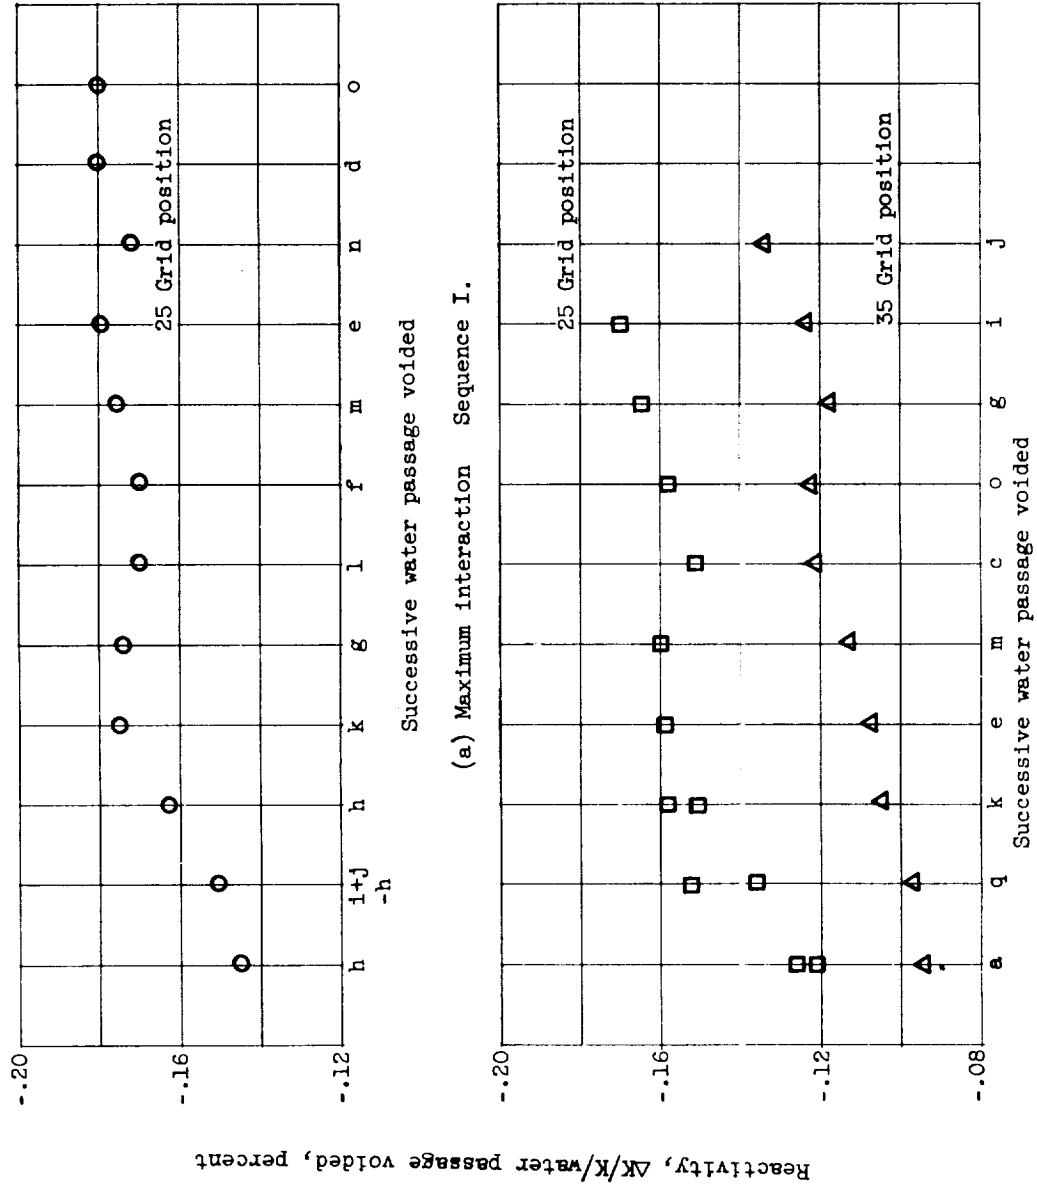 -.20
-.16
-.12
25 Grid position
h i+j h k g l f m e n d o
-h
Successive water passage voided
(a) Maximum interaction Sequence I.
-.20
-.16
-.12
-.08
25 Grid position
35 Grid position
a q k e m c o g i j
Successive water passage voided
Reactivity, ΔK/K/water passage voided, percent